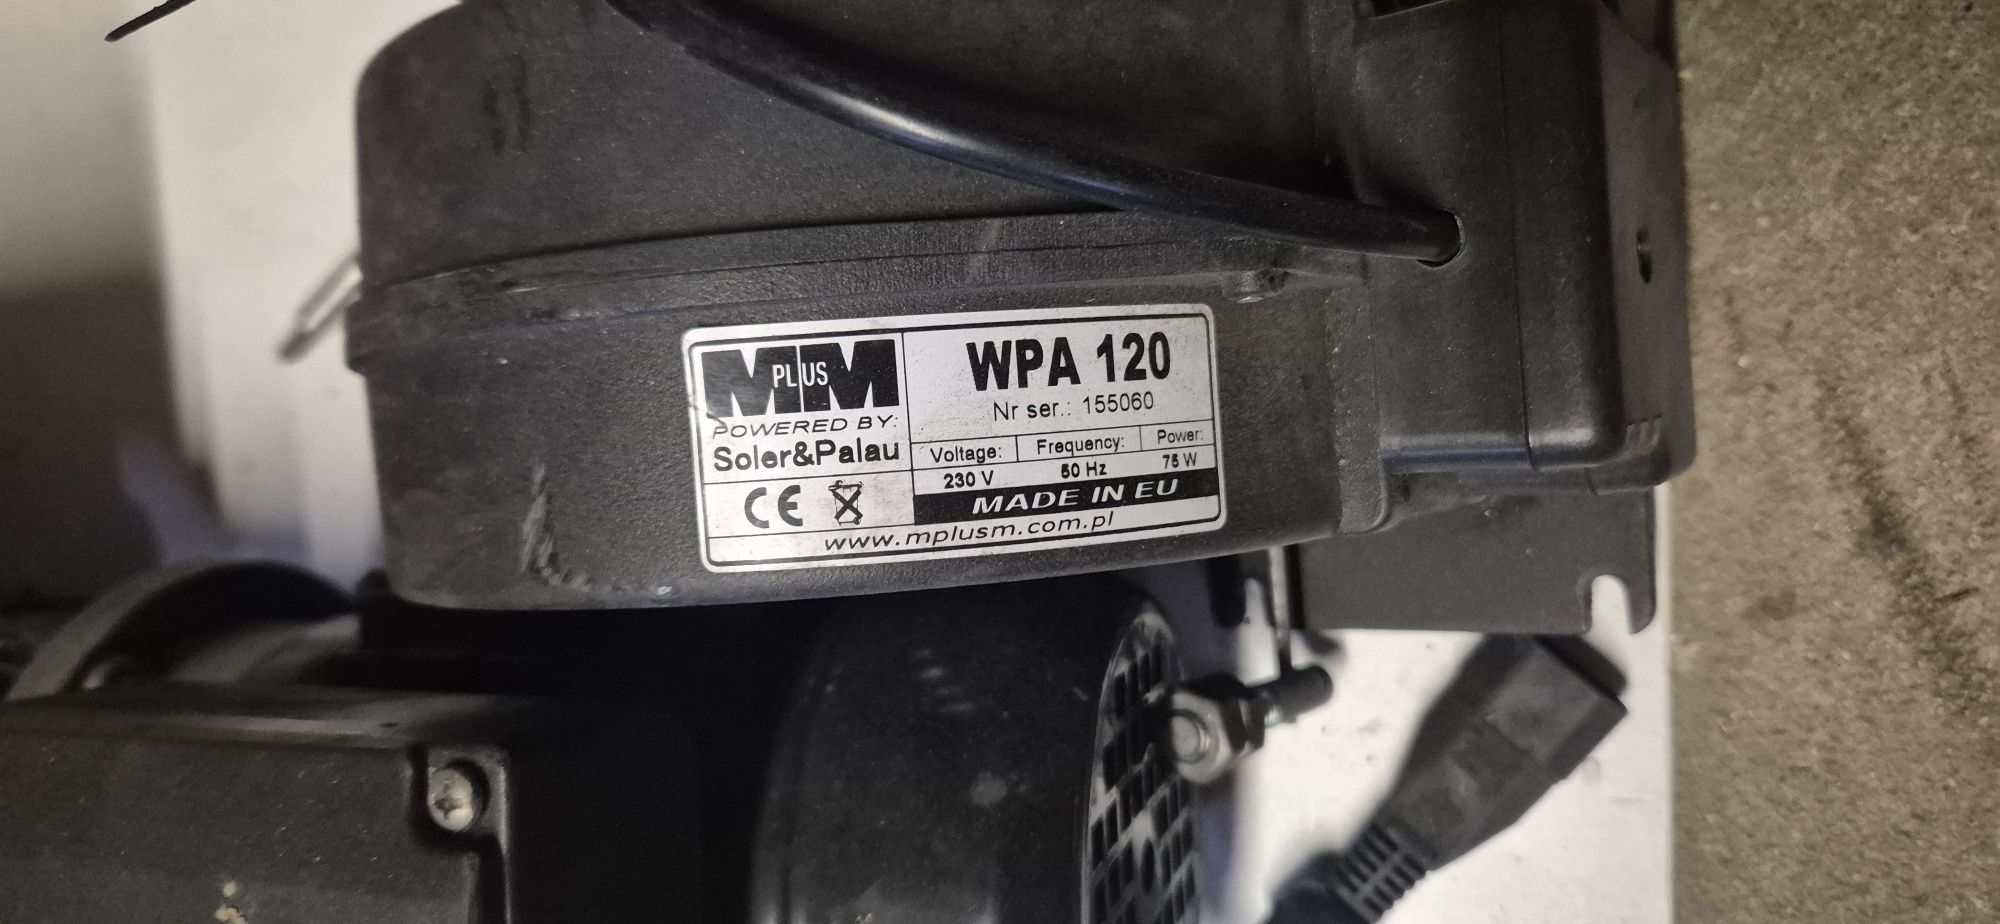 M PLUS M
POWERED BY:
Soler&Palau
CE
WPA 120
Nr ser.: 155060
Voltage: Frequency: Power:
230 V 50 Hz 75 W
MADE IN EU
www.mplusm.com.pl